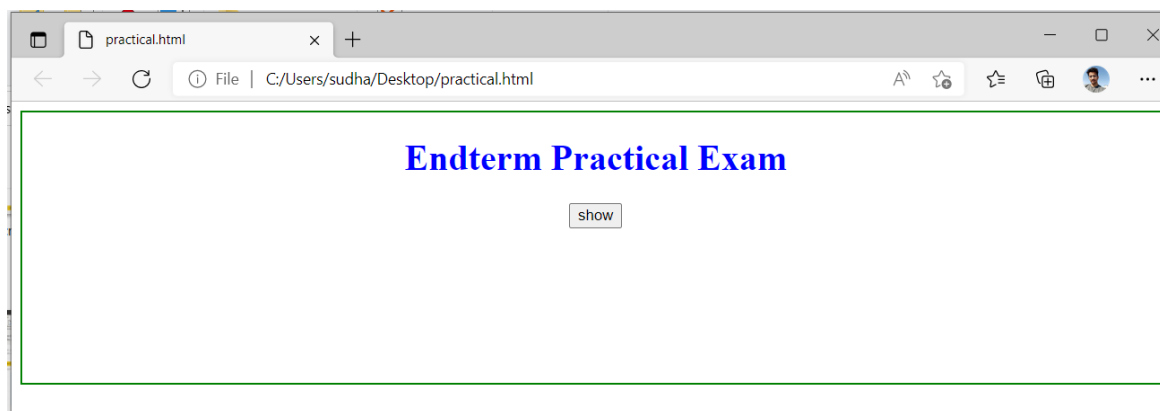 practical.html
File | C:/Users/sudha/Desktop/practical.html
Endterm Practical Exam
show